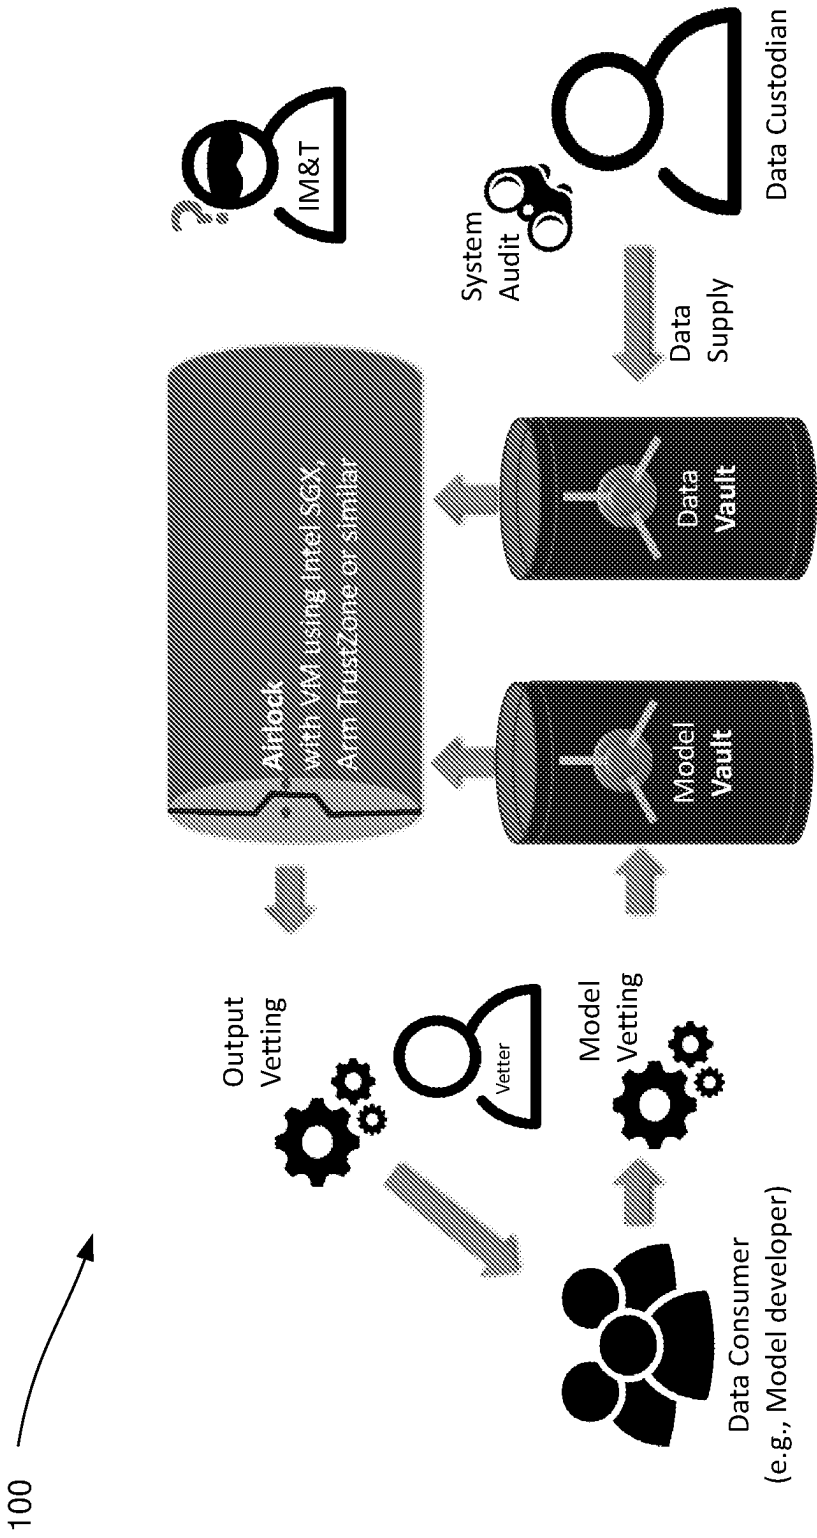 100
IM&T
?
Airlock
with VM using Intel SGX,
Arm TrustZone or similar
Output
Vetting
Vetter
System
Audit
Model
Vetting
Model
Vault
Data
Vault
Data
Supply
Data Consumer
(e.g., Model developer)
Data Custodian